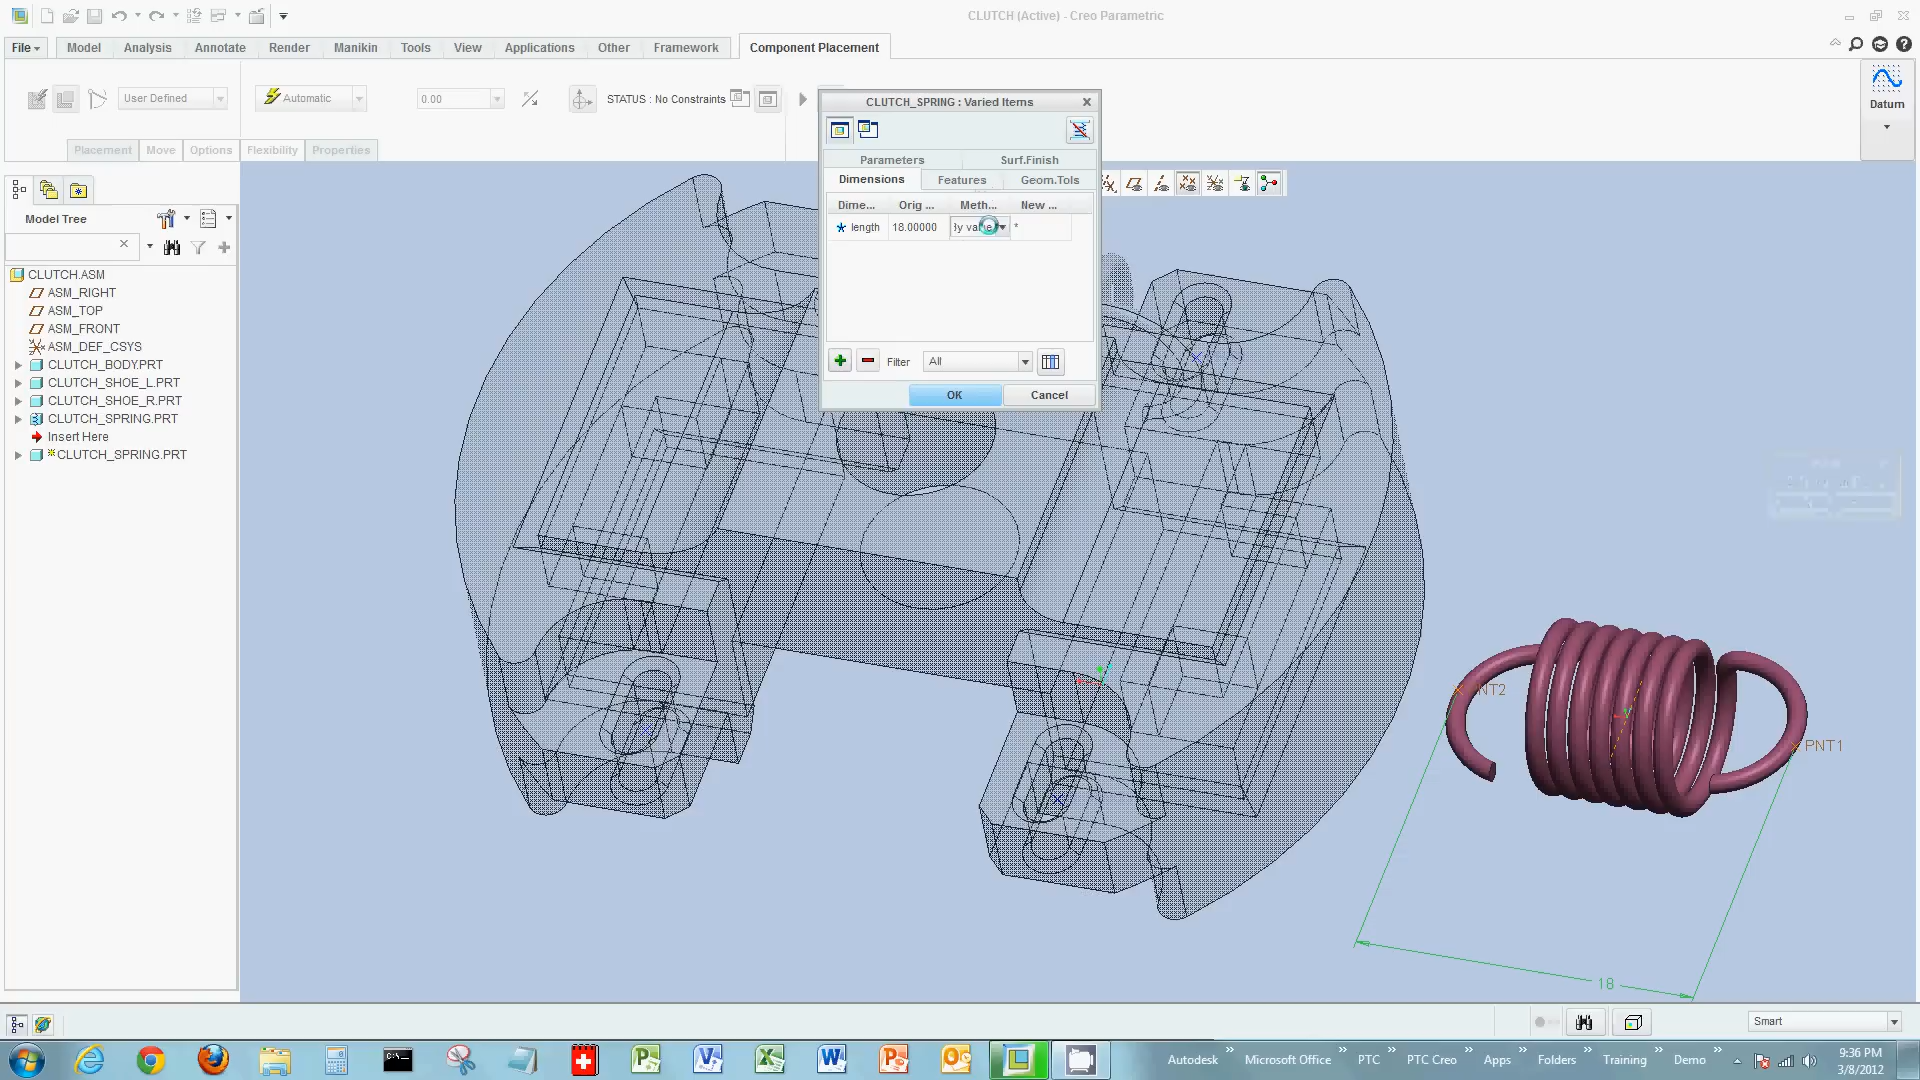 CLUTCH (Active) - Creo Parametric
File Model Analysis Annotate Render Manikin Tools View Applications Other Framework Component Placement
User Defined Automatic 0.00 STATUS : No Constraints
Datum
Placement Move Options Flexibility Properties
CLUTCH_SPRING : Varied Items
Parameters Surf.Finish
Dimensions Features Geom.Tols
Dime... Orig ... Meth... New ...
length 18.00000 *
Filter All
OK Cancel
Model Tree
CLUTCH.ASM
ASM_RIGHT
ASM_TOP
ASM_FRONT
ASM_DEF_CSYS
CLUTCH_BODY.PRT
CLUTCH_SHOE_L.PRT
CLUTCH_SHOE_R.PRT
CLUTCH_SPRING.PRT
Insert Here
CLUTCH_SPRING.PRT
PNT1
18
Smart
Autodesk Microsoft Office PTC PTC Creo Apps Folders Training Demo
9:36 PM
3/8/2012